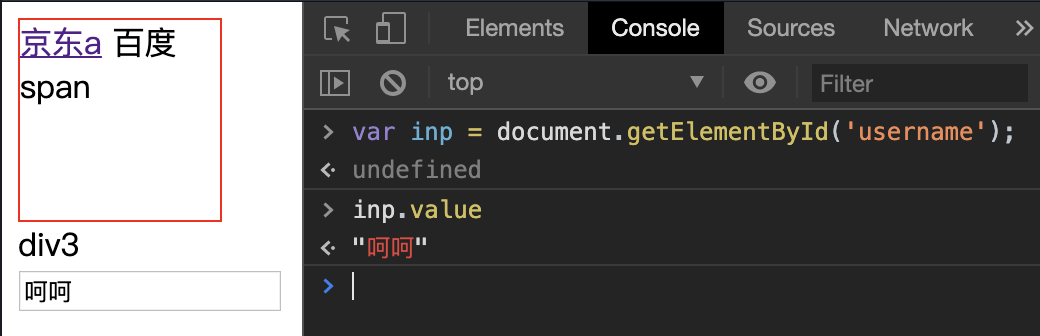 京东a 百度
span
div3
呵呵
Elements Console Sources Network »
top ▼ Filter
> var inp = document.getElementById('username');
<· undefined
> inp.value
<· "呵呵"
>